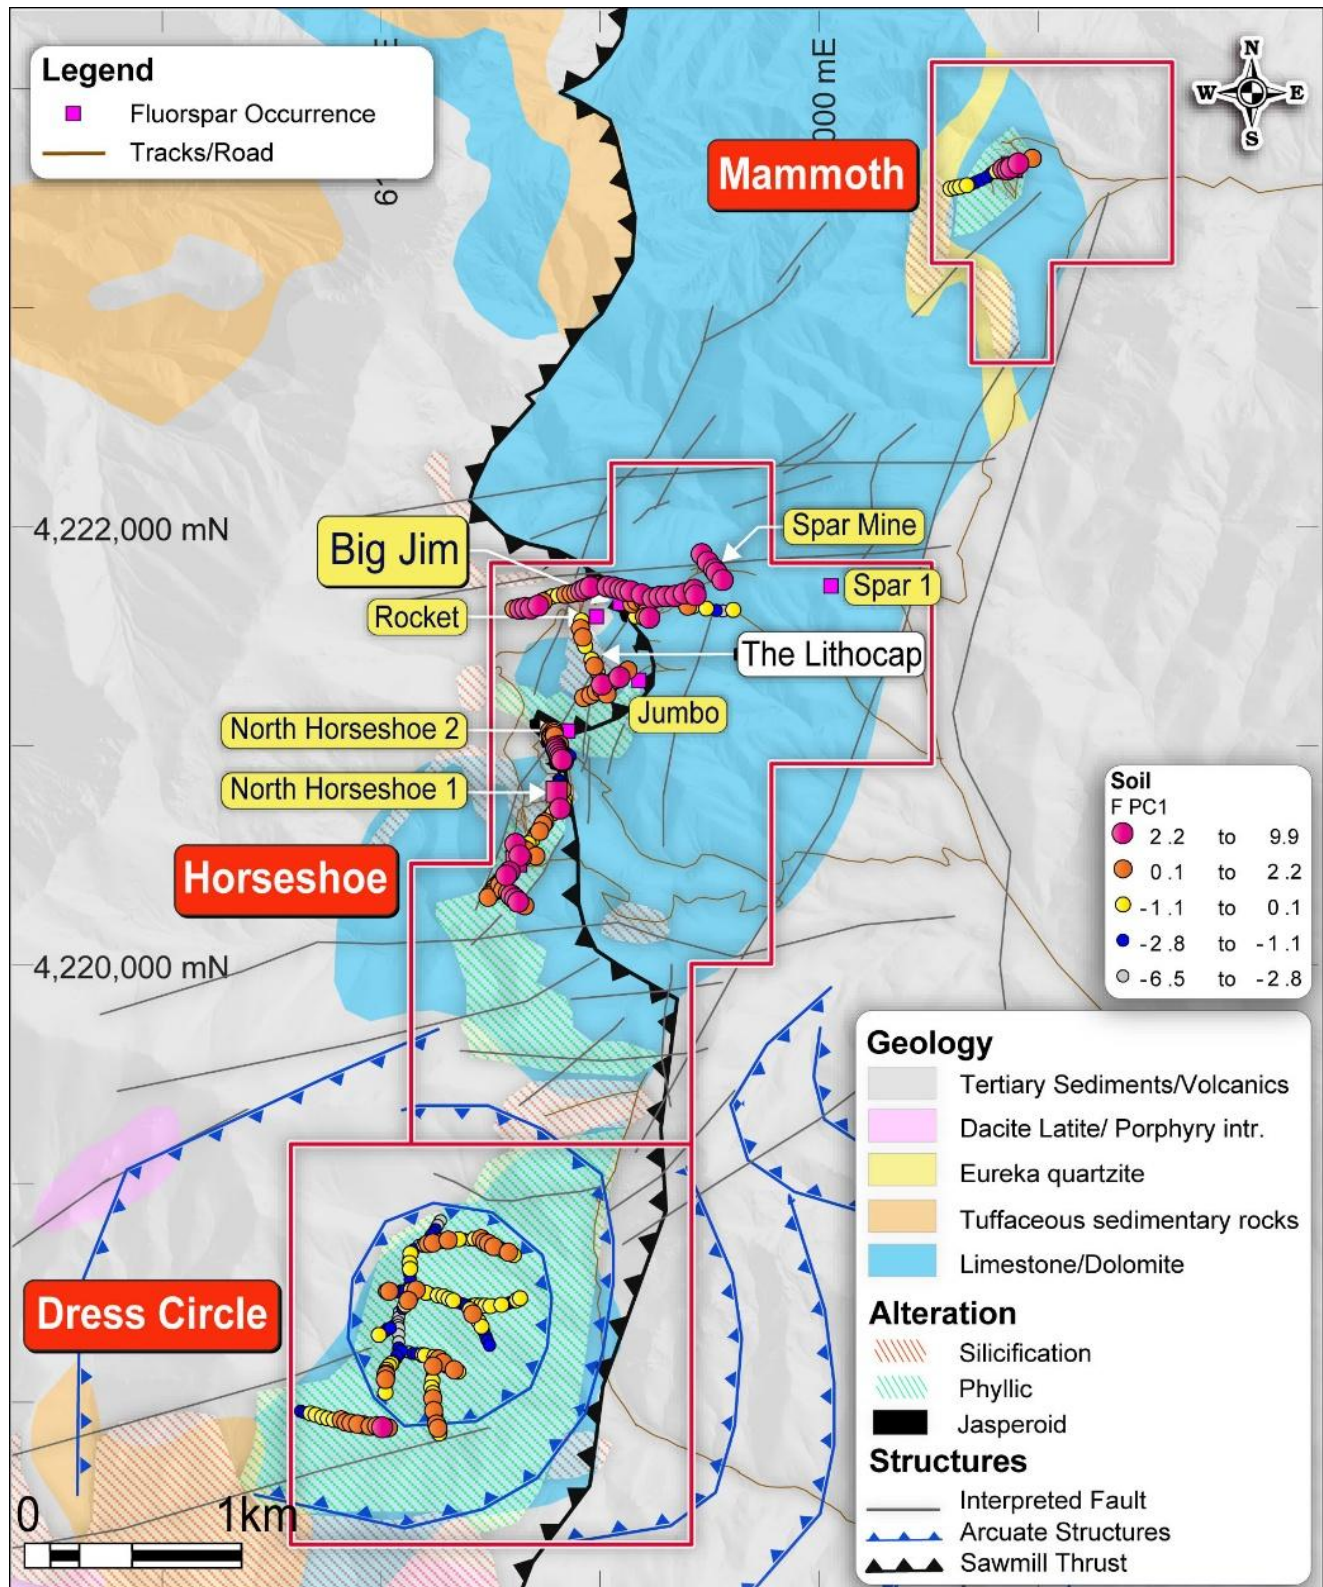 Legend
Fluorspar Occurrence
Tracks/Road
N
W
E
S
000 mE
Mammoth
4,222,000 mN
Big Jim
Spar Mine
Spar 1
Rocket
The Lithocap
Jumbo
North Horseshoe 2
North Horseshoe 1
Horseshoe
4,220,000 mN
Soil
F PC1
2.2 to 9.9
0.1 to 2.2
-1.1 to 0.1
-2.8 to -1.1
-6.5 to -2.8
Geology
Tertiary Sediments/Volcanics
Dacite Latite/ Porphyry intr.
Eureka quartzite
Tuffaceous sedimentary rocks
Limestone/Dolomite
Alteration
Silicification
Phyllic
Jasperoid
Structures
Interpreted Fault
Arcuate Structures
Sawmill Thrust
Dress Circle
0 1km